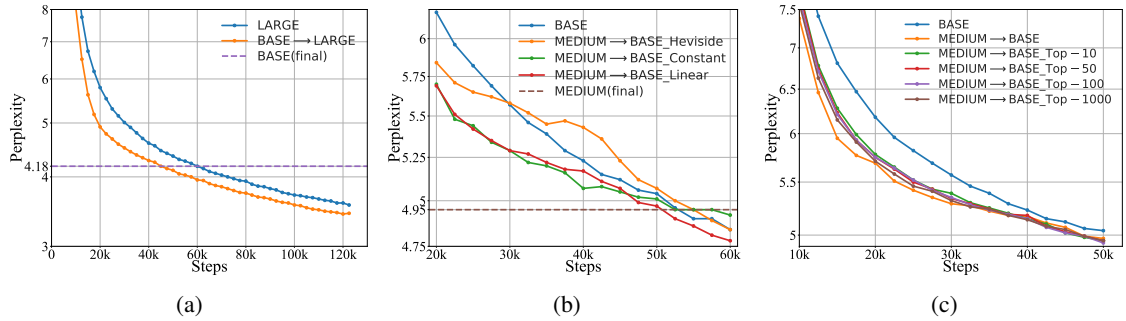 8
7
6
5
4.18
4
3
Perplexity
0
20k
40k
60k
80k
100k
120k
Steps
LARGE
BASE→LARGE
BASE(final)
(a)
6
5.75
5.5
5.25
5
4.95
4.75
Perplexity
20k
30k
40k
50k
60k
Steps
BASE
MEDIUM→BASE_Heviside
MEDIUM→BASE_Constant
MEDIUM→BASE_Linear
MEDIUM(final)
(b)
7.5
7
6.5
6
5.5
5
Perplexity
10k
20k
30k
40k
50k
Steps
BASE
MEDIUM→BASE
MEDIUM→BASE_Top−10
MEDIUM→BASE_Top−50
MEDIUM→BASE_Top−100
MEDIUM→BASE_Top−1000
(c)